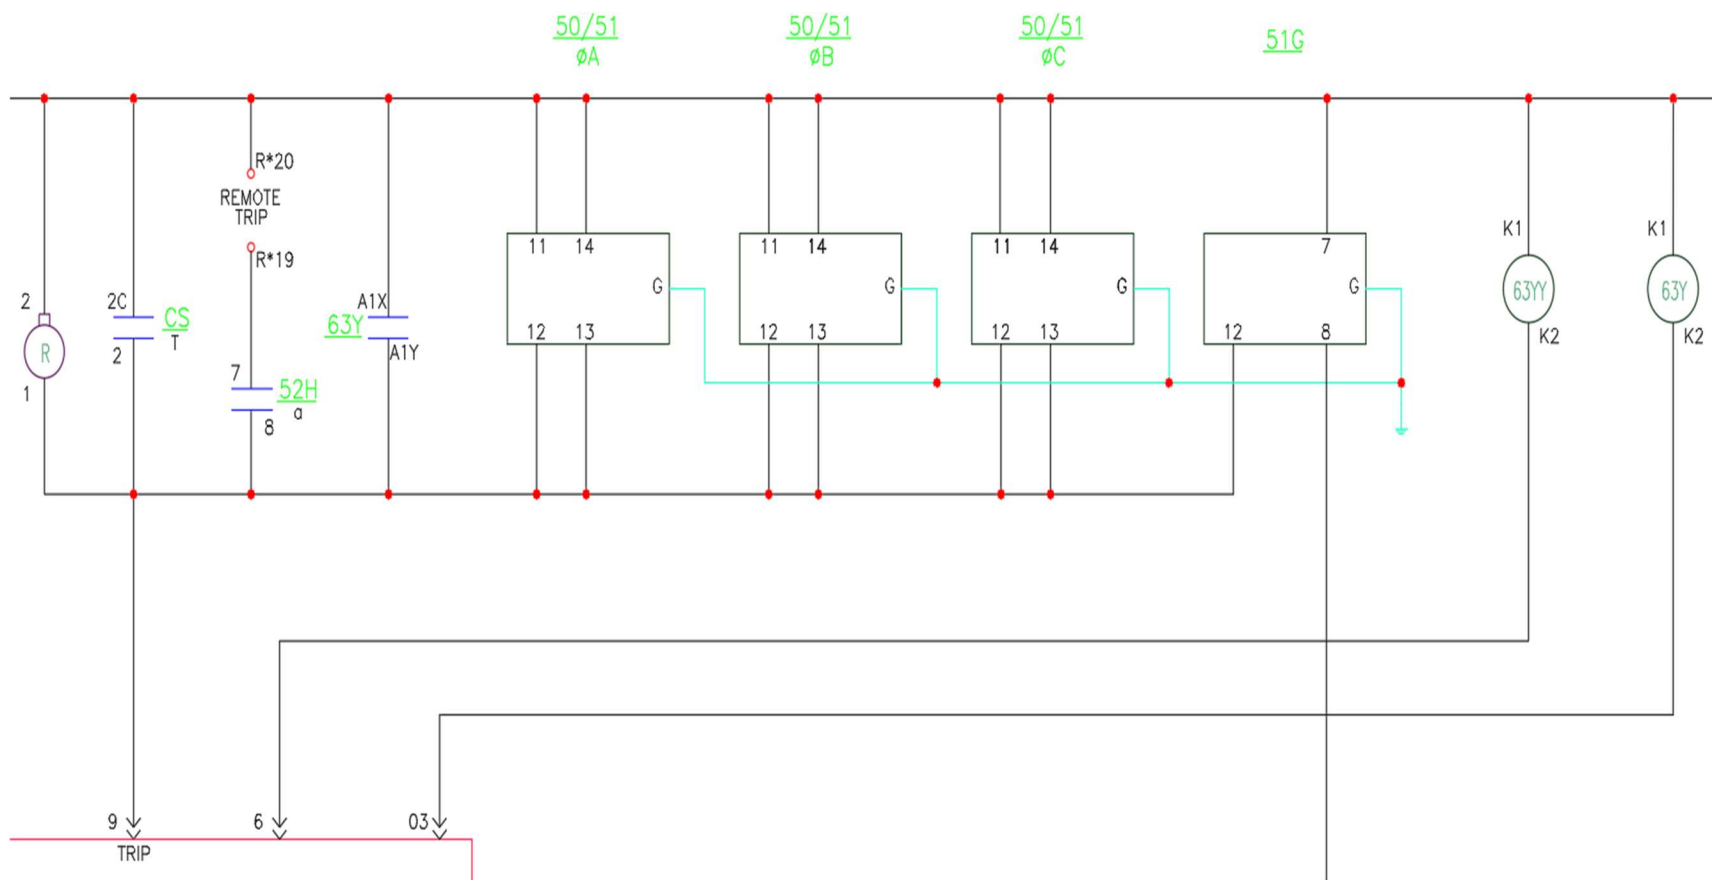 50/51
øA
50/51
øB
50/51
øC
51G
R*20
REMOTE
TRIP
R*19
2
R
1
2C
CS
T
2
A1X
63Y
A1Y
7
52H
a
8
11 14
G
12 13
11 14
G
12 13
11 14
G
12 13
7
G
12 8
K1
63YY
K2
K1
63Y
K2
9
6
03
TRIP